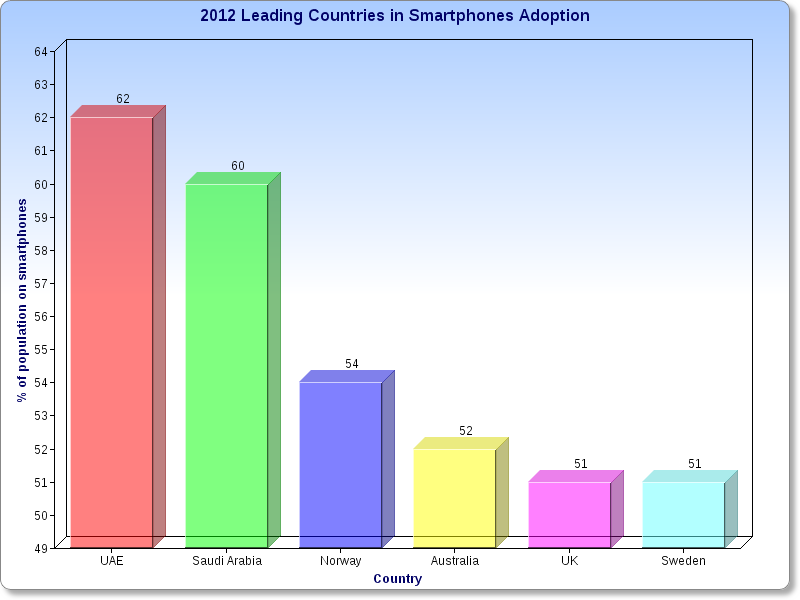 2012 Leading Countries in Smartphones Adoption
% of population on smartphones
64
63
62
61
60
59
58
57
56
55
54
53
52
51
50
49
62
60
54
52
51
51
UAE
Saudi Arabia
Norway
Australia
UK
Sweden
Country